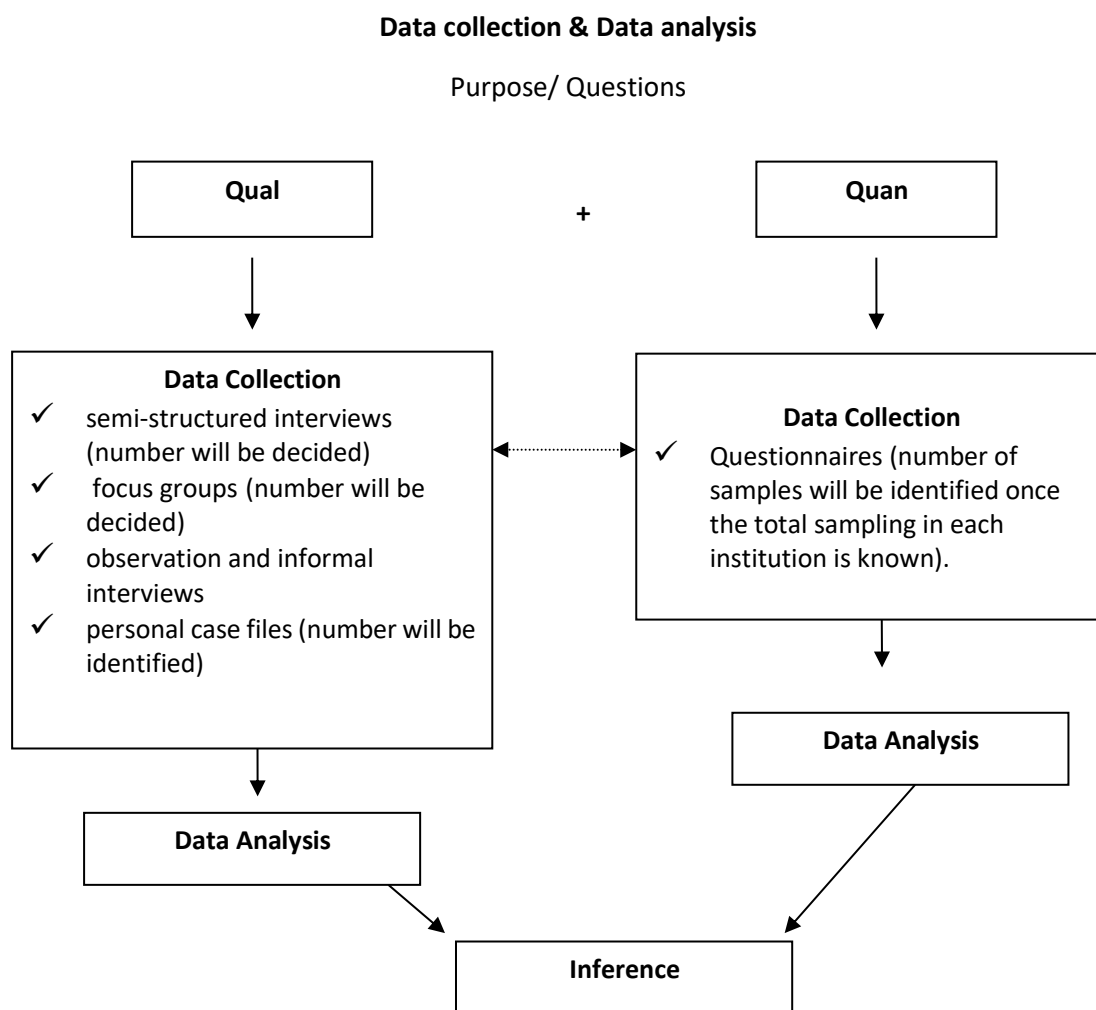 Data collection & Data analysis
Purpose/ Questions
Qual
+
Quan
Data Collection
✓ semi-structured interviews
(number will be decided)
✓ focus groups (number will be
decided)
✓ observation and informal
interviews
✓ personal case files (number will be
identified)
Data Collection
✓ Questionnaires (number of
samples will be identified once
the total sampling in each
institution is known).
Data Analysis
Data Analysis
Inference